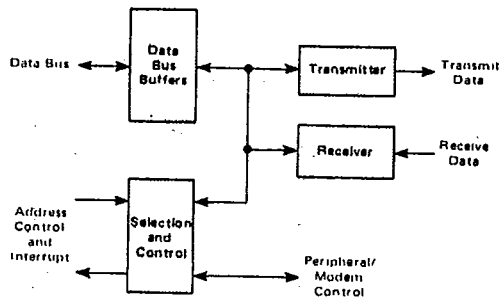 Data Bus
Data
Bus
Buffers
Transmitter
Transmit
Data
Receiver
Receive
Data
Address
Control
and
Interrupt
Selection
and
Control
Peripheral/
Modem
Control